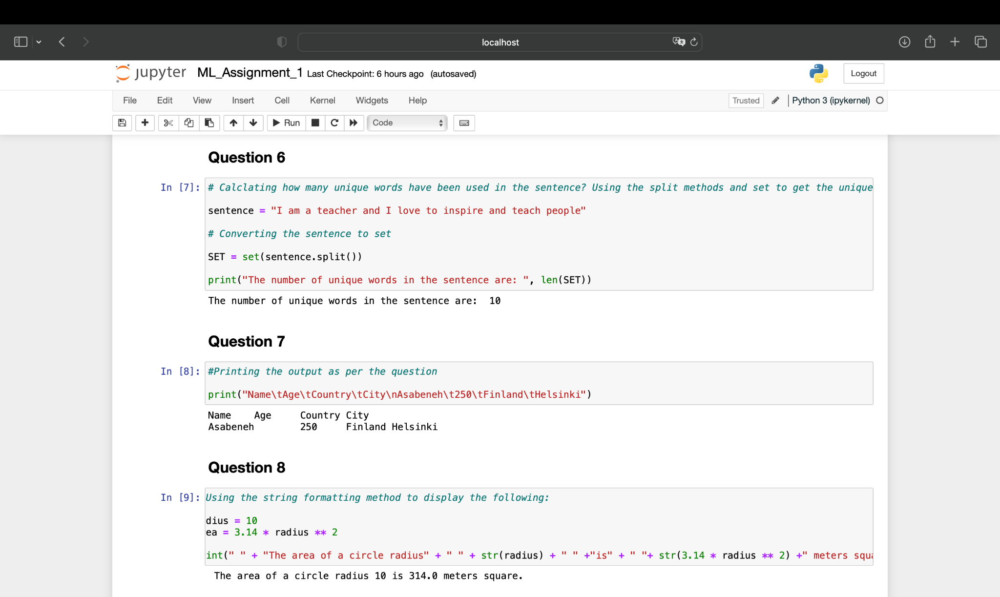 localhost
jupyter ML_Assignment_1 Last Checkpoint: 6 hours ago (autosaved)
Logout
File Edit View Insert Cell Kernel Widgets Help
Trusted Python 3 (ipykernel)
Run Code
Question 6
In [7]: # Calclating how many unique words have been used in the sentence? Using the split methods and set to get the unique
sentence = "I am a teacher and I love to inspire and teach people"
# Converting the sentence to set
SET = set(sentence.split())
print("The number of unique words in the sentence are: ", len(SET))
The number of unique words in the sentence are:  10
Question 7
In [8]: #Printing the output as per the question
print("Name\tAge\tCountry\tCity\nAsabeneh\t250\tFinland\tHelsinki")
Name    Age     Country City
Asabeneh        250     Finland Helsinki
Question 8
In [9]: Using the string formatting method to display the following:
dius = 10
ea = 3.14 * radius ** 2
int(" " + "The area of a circle radius" + " " + str(radius) + " " +"is" + " "+ str(3.14 * radius ** 2) +" meters squa
The area of a circle radius 10 is 314.0 meters square.